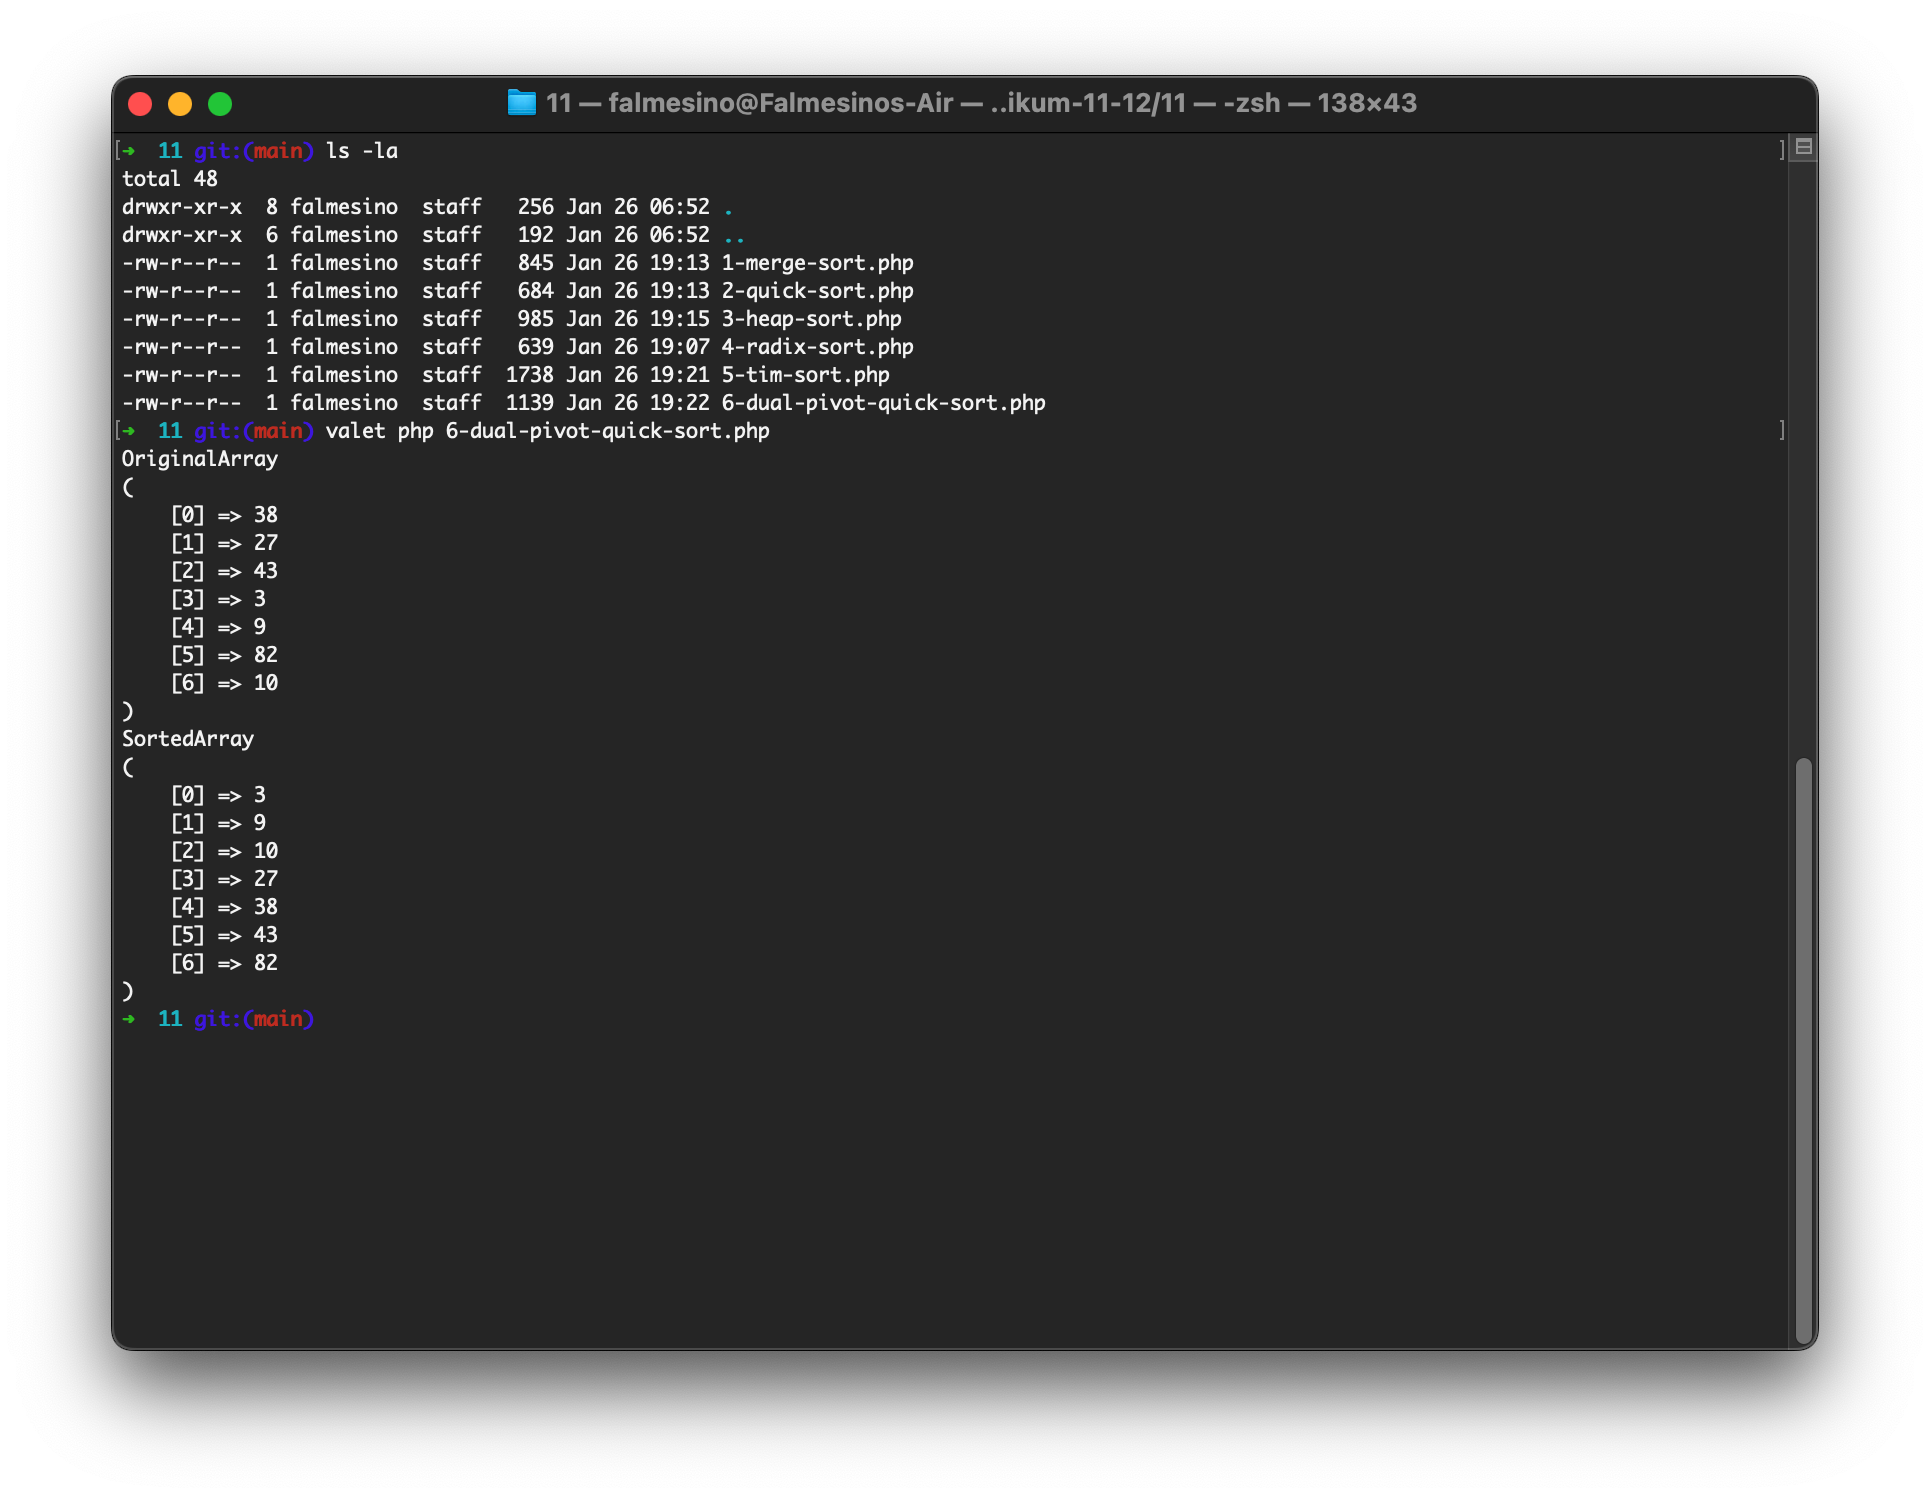 11 — falmesino@Falmesinos-Air — ..ikum-11-12/11 — -zsh — 138×43
[➜  11 git:(main) ls -la ]
total 48
drwxr-xr-x  8 falmesino  staff   256 Jan 26 06:52 .
drwxr-xr-x  6 falmesino  staff   192 Jan 26 06:52 ..
-rw-r--r--  1 falmesino  staff   845 Jan 26 19:13 1-merge-sort.php
-rw-r--r--  1 falmesino  staff   684 Jan 26 19:13 2-quick-sort.php
-rw-r--r--  1 falmesino  staff   985 Jan 26 19:15 3-heap-sort.php
-rw-r--r--  1 falmesino  staff   639 Jan 26 19:07 4-radix-sort.php
-rw-r--r--  1 falmesino  staff  1738 Jan 26 19:21 5-tim-sort.php
-rw-r--r--  1 falmesino  staff  1139 Jan 26 19:22 6-dual-pivot-quick-sort.php
[➜  11 git:(main) valet php 6-dual-pivot-quick-sort.php ]
OriginalArray
(
    [0] => 38
    [1] => 27
    [2] => 43
    [3] => 3
    [4] => 9
    [5] => 82
    [6] => 10
)
SortedArray
(
    [0] => 3
    [1] => 9
    [2] => 10
    [3] => 27
    [4] => 38
    [5] => 43
    [6] => 82
)
➜  11 git:(main)